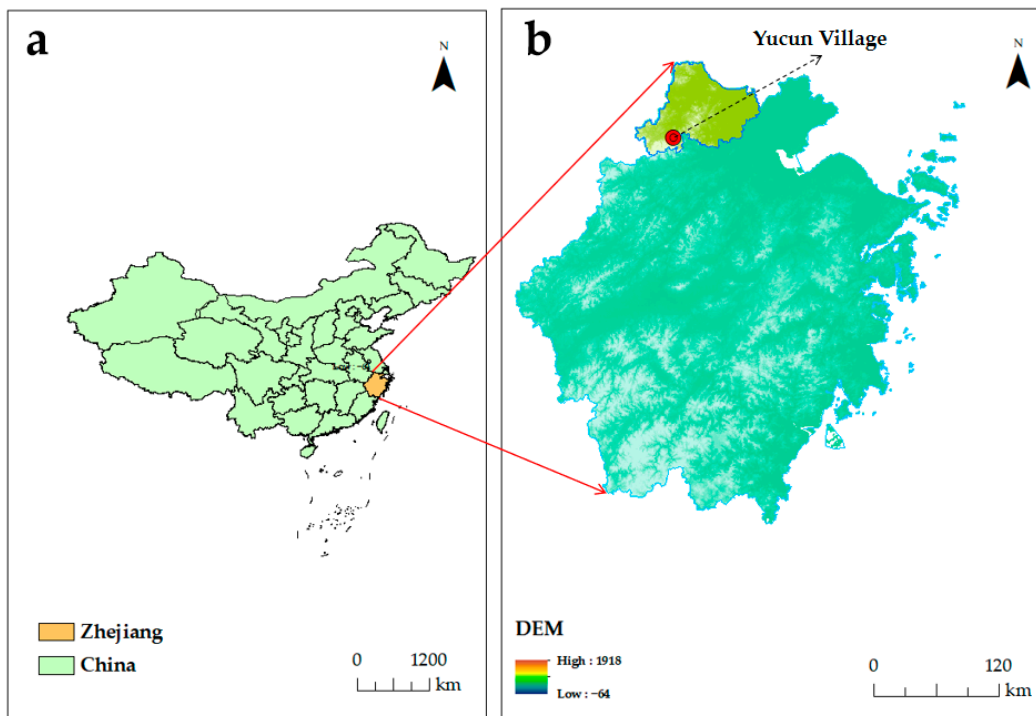 a
N
Zhejiang
China
0 1200
km
b
Yucun Village
N
DEM
High : 1918
Low : −64
0 120
km